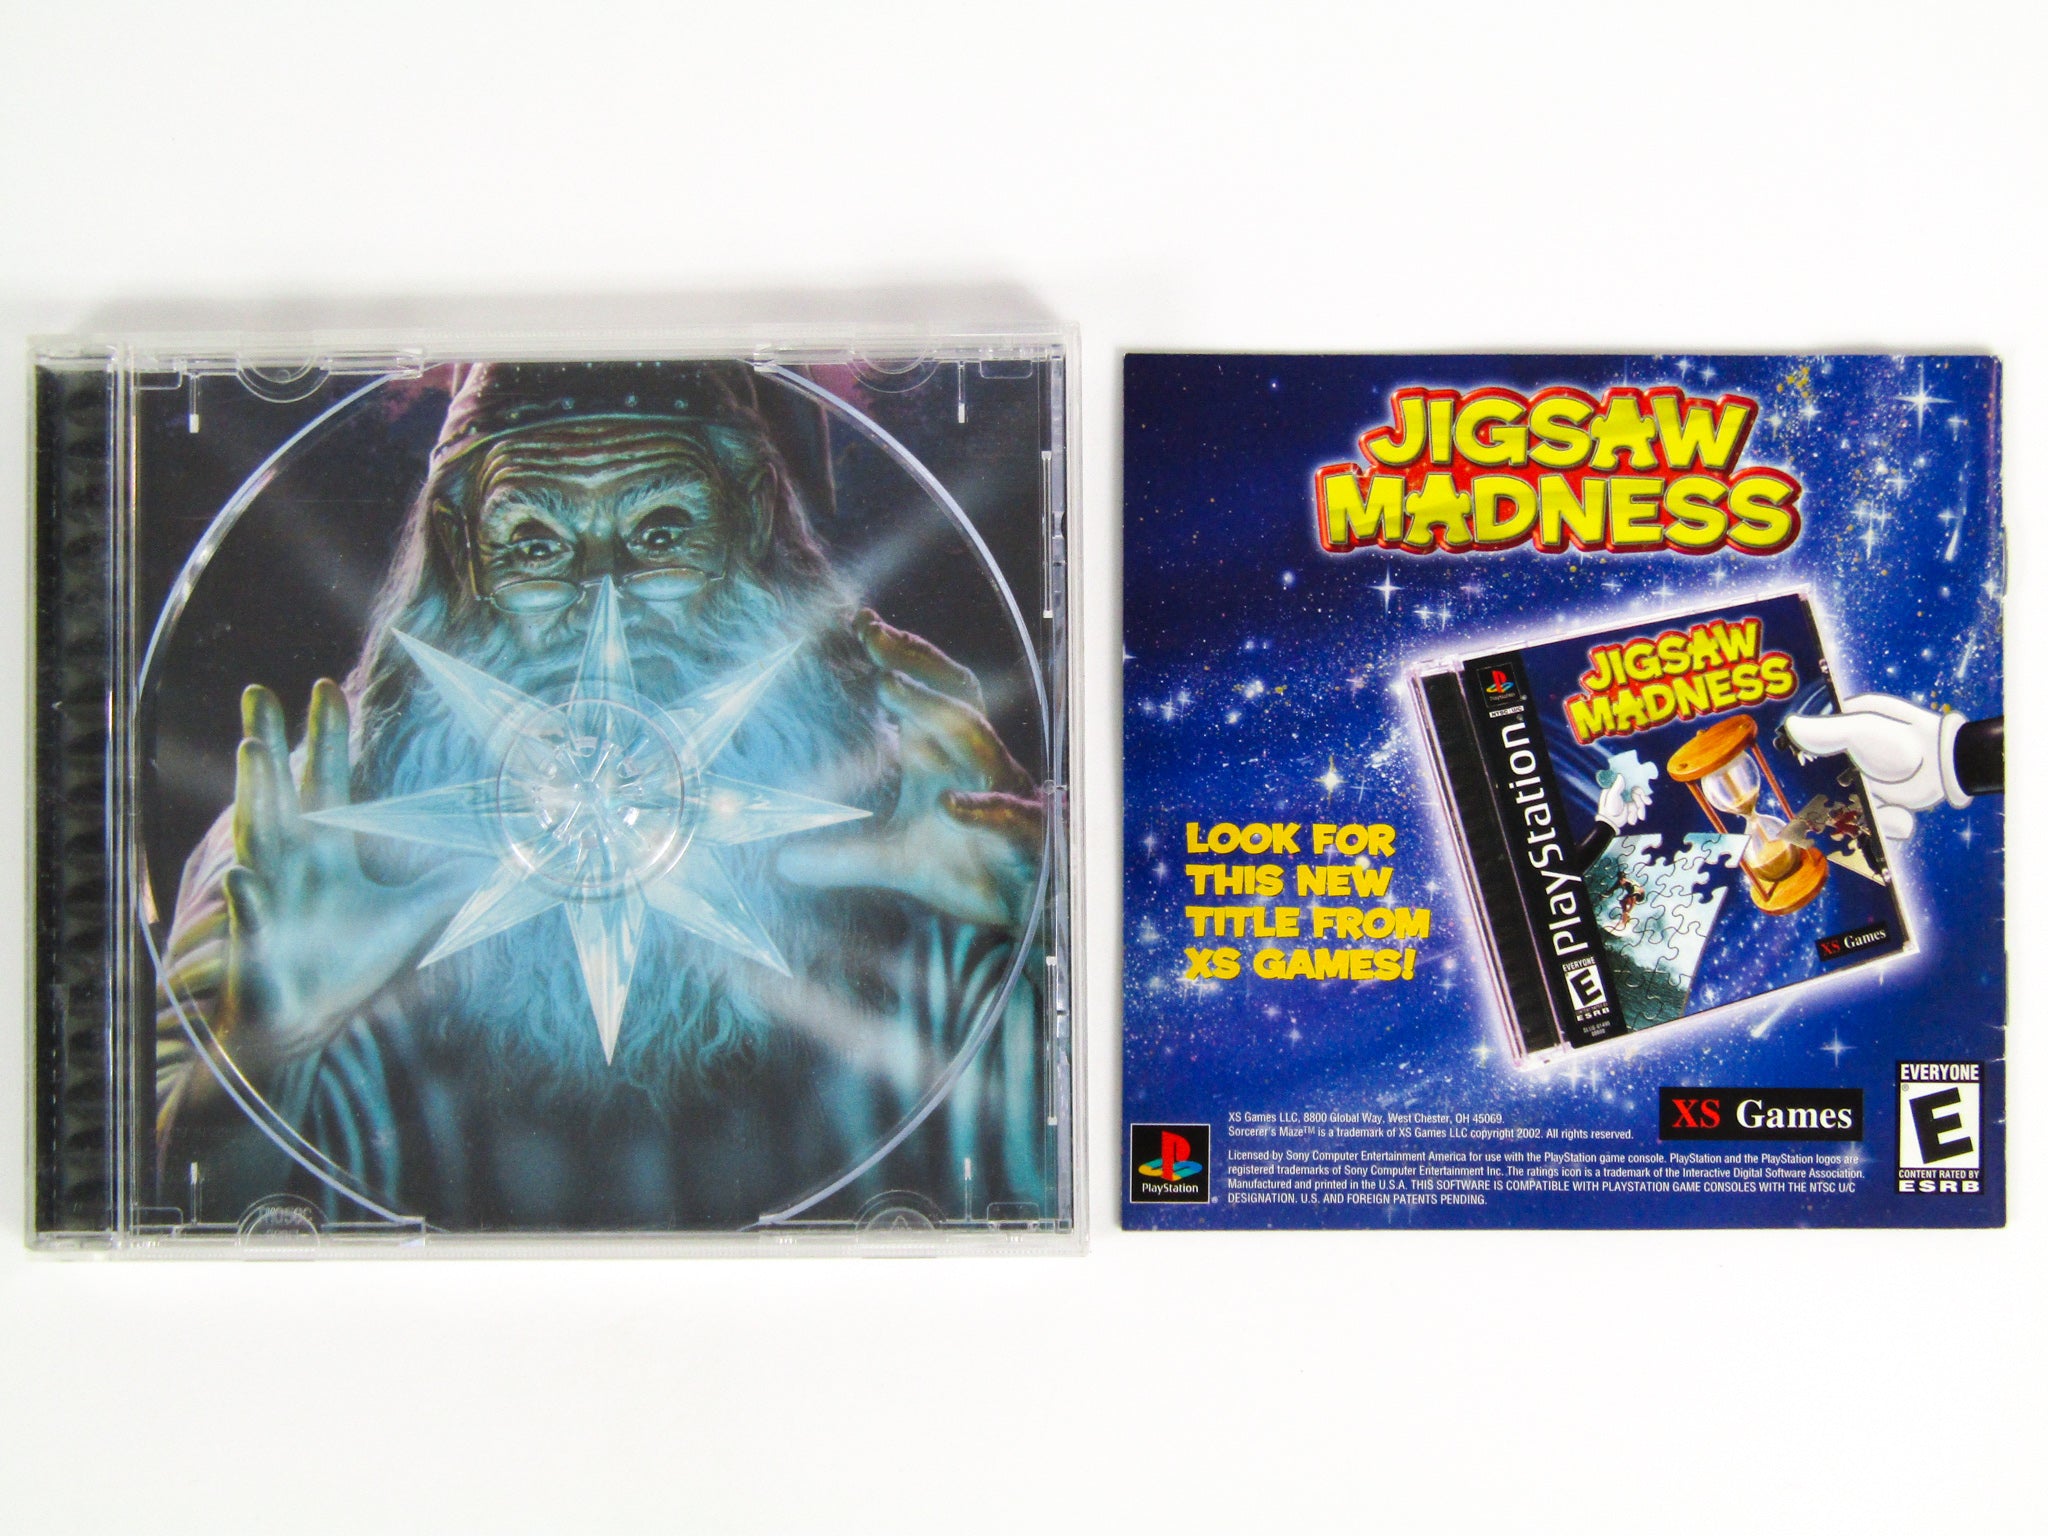 JIGSAW
MADNESS
PlayStation
NTSC U/C
PlayStation
JIGSAW
MADNESS
XS Games
EVERYONE
E
ESRB
LOOK FOR
THIS NEW
TITLE FROM
XS GAMES!
XS Games
EVERYONE
E
CONTENT RATED BY
ESRB
PlayStation
XS Games LLC, 8800 Global Way, West Chester, OH 45069.
Sorcerer's Maze™ is a trademark of XS Games LLC copyright 2002. All rights reserved.
Licensed by Sony Computer Entertainment America for use with the PlayStation game console. PlayStation and the PlayStation logos are
registered trademarks of Sony Computer Entertainment Inc. The ratings icon is a trademark of the Interactive Digital Software Association.
Manufactured and printed in the U.S.A. THIS SOFTWARE IS COMPATIBLE WITH PLAYSTATION GAME CONSOLES WITH THE NTSC U/C
DESIGNATION. U.S. AND FOREIGN PATENTS PENDING.